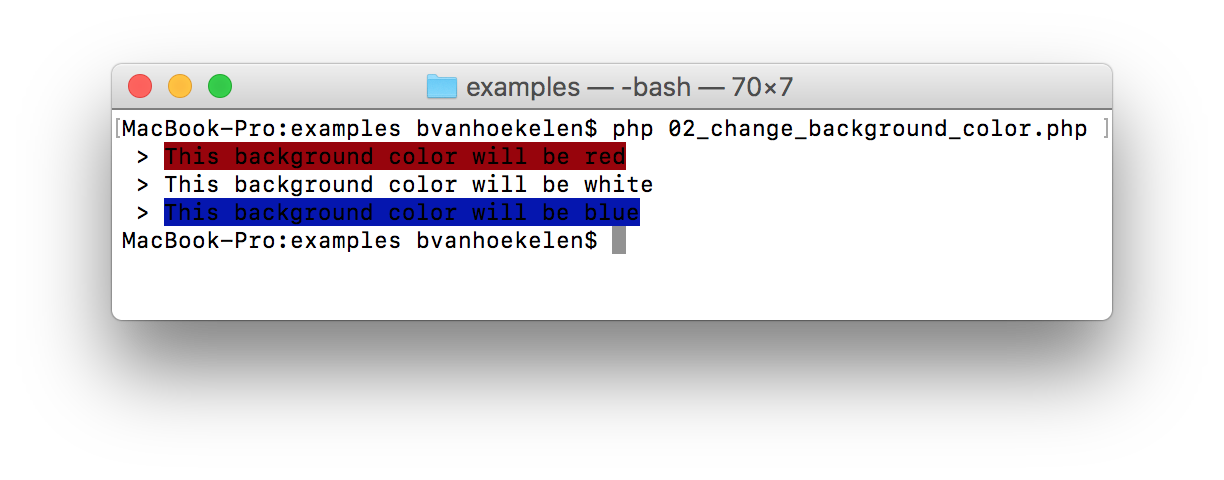 examples — -bash — 70×7
[MacBook-Pro:examples bvanhoekelen$ php 02_change_background_color.php ]
> This background color will be red
> This background color will be white
> This background color will be blue
MacBook-Pro:examples bvanhoekelen$